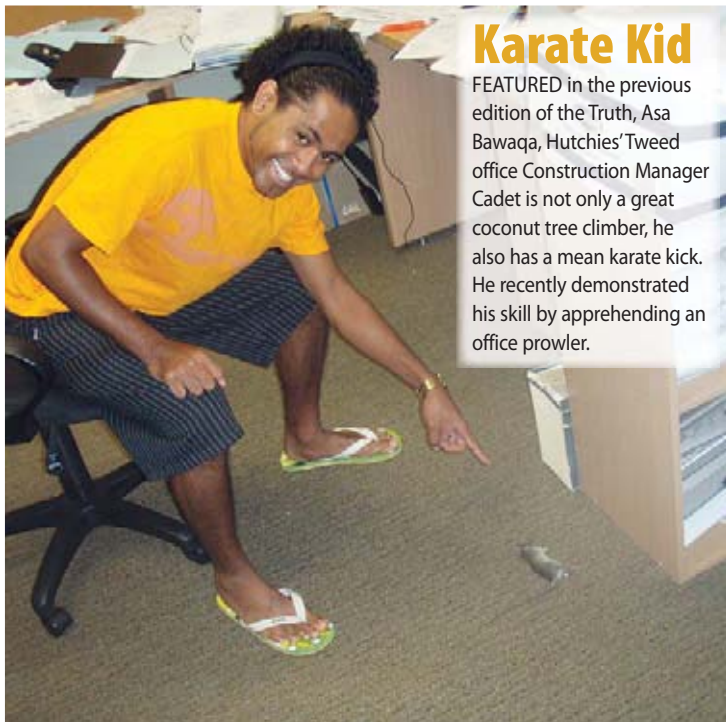 Karate Kid
FEATURED in the previous
edition of the Truth, Asa
Bawaqa, Hutchies’ Tweed
office Construction Manager
Cadet is not only a great
coconut tree climber, he
also has a mean karate kick.
He recently demonstrated
his skill by apprehending an
office prowler.